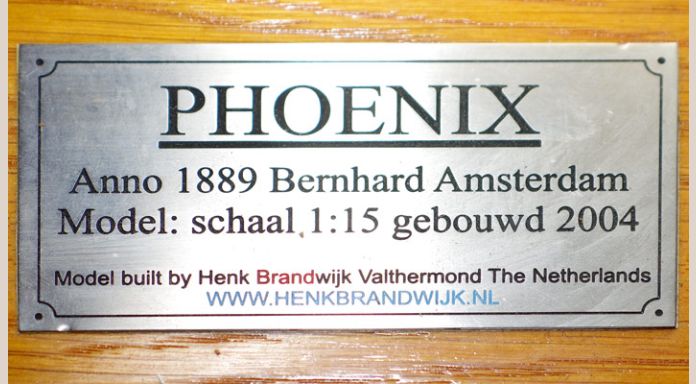 PHOENIX
Anno 1889 Bernhard Amsterdam
Model: schaal 1:15 gebouwd 2004
Model built by Henk Brandwijk Valthermond The Netherlands
WWW.HENKBRANDWIJK.NL